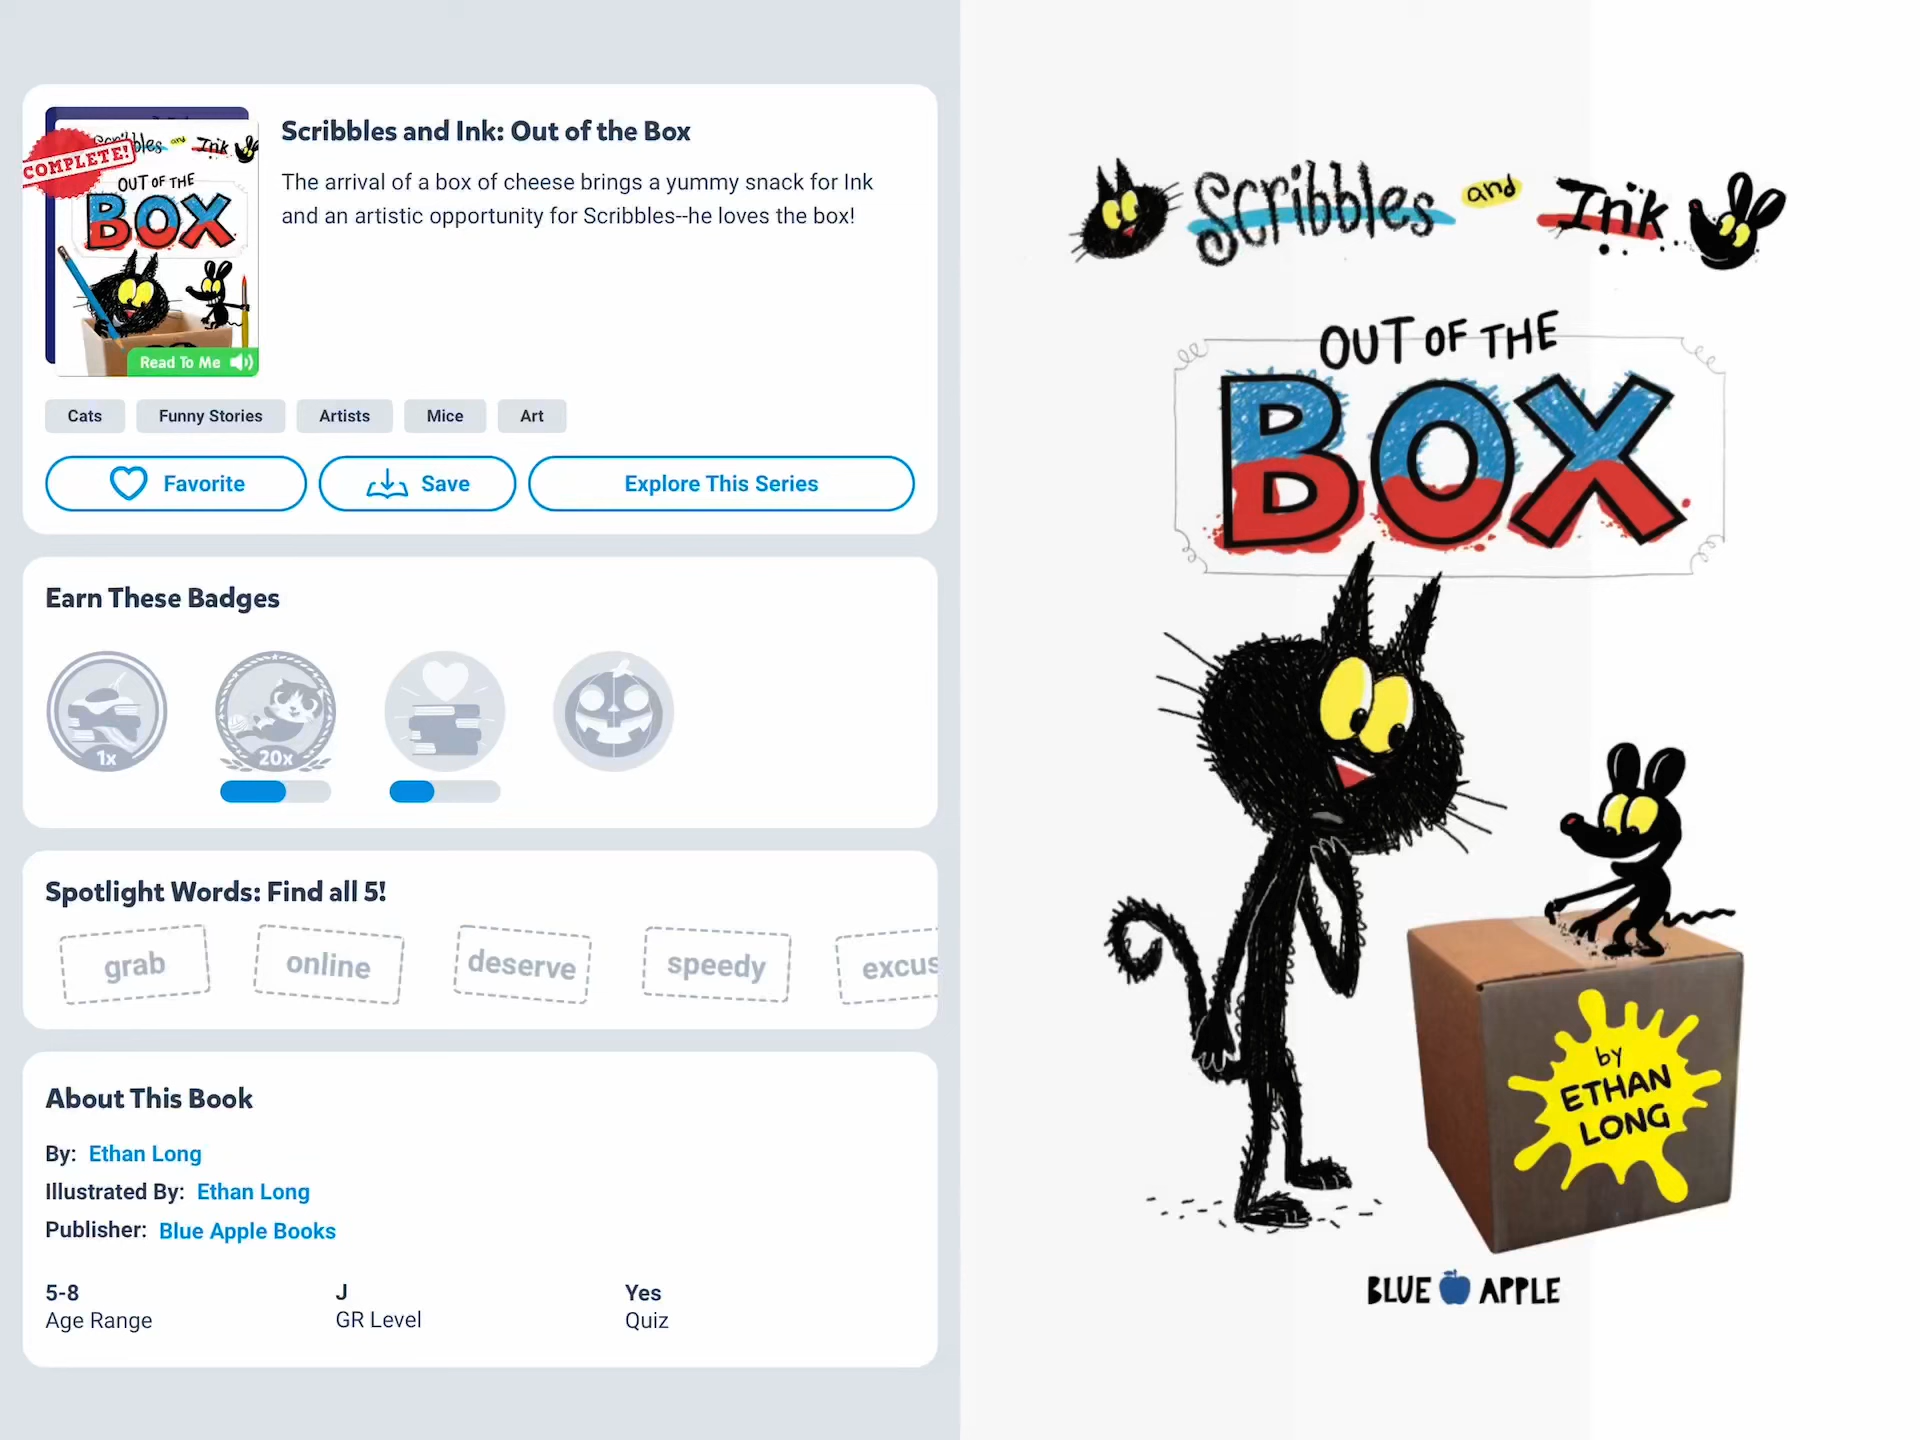 Scribbles and Ink
OUT OF THE
BOX
COMPLETE!
Read To Me
Scribbles and Ink: Out of the Box
The arrival of a box of cheese brings a yummy snack for Ink
and an artistic opportunity for Scribbles--he loves the box!
Cats
Funny Stories
Artists
Mice
Art
Favorite
Save
Explore This Series
Earn These Badges
1x
20x
Spotlight Words: Find all 5!
grab
online
deserve
speedy
excus
About This Book
By: Ethan Long
Illustrated By: Ethan Long
Publisher: Blue Apple Books
5-8
Age Range
J
GR Level
Yes
Quiz
Scribbles and Ink
OUT OF THE
BOX
by
ETHAN
LONG
BLUE APPLE